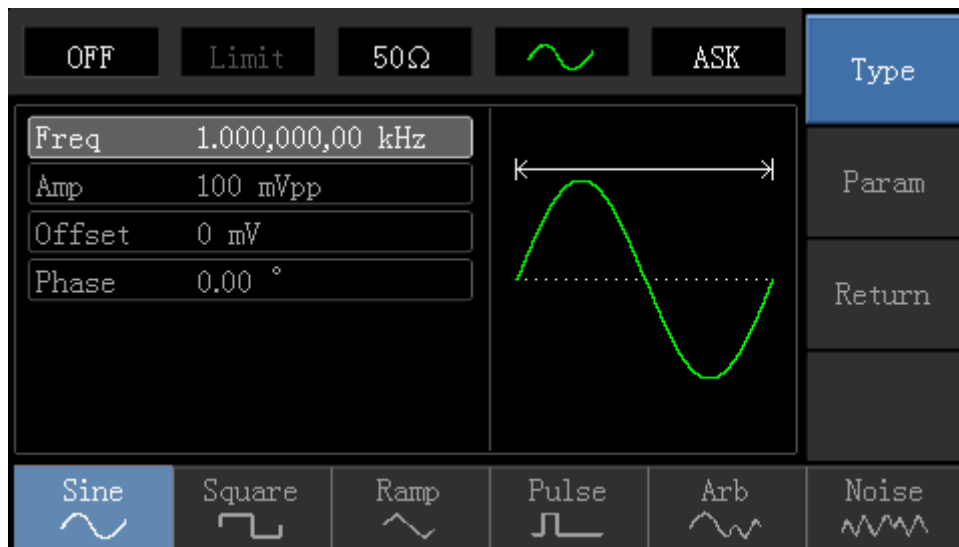 OFF Limit 50Ω ASK
Type
Freq 1.000,000,00 kHz
Amp 100 mVpp
Offset 0 mV
Phase 0.00 °
Param
Return
Sine Square Ramp Pulse Arb Noise